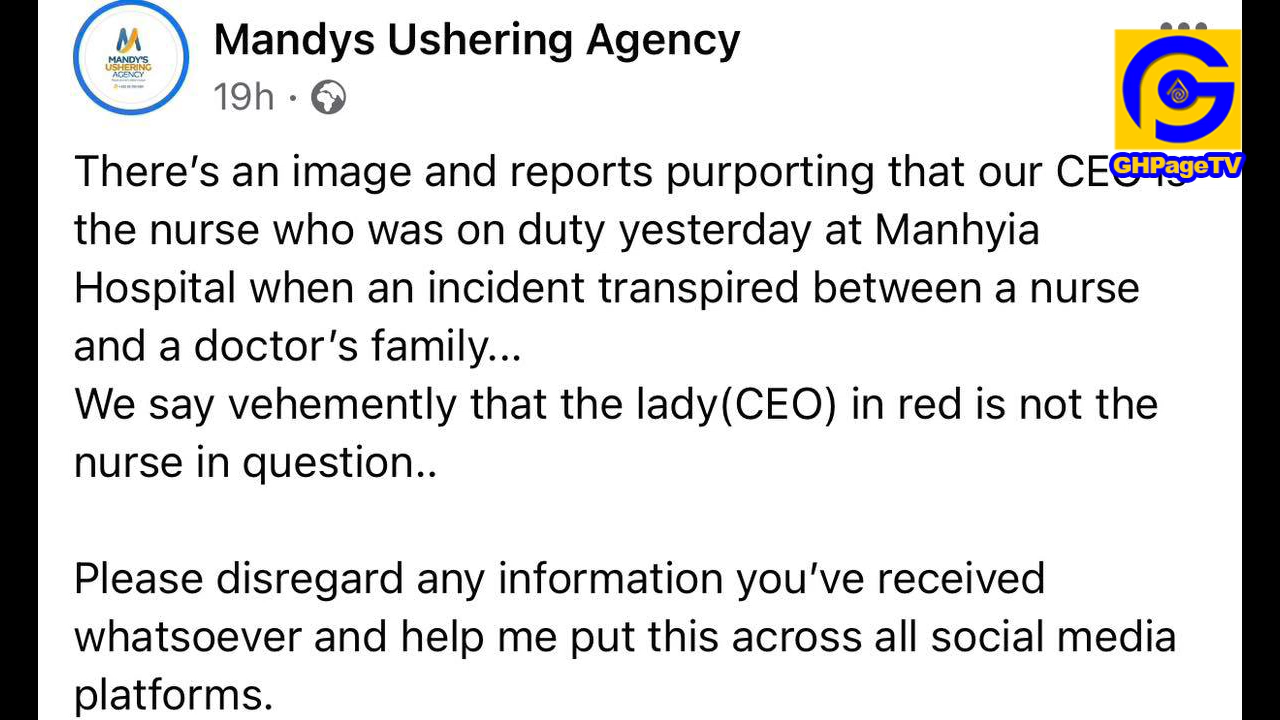 Mandys Ushering Agency
19h ·
MANDY'S
USHERING
AGENCY
GHPageTV
There's an image and reports purporting that our CEO is
the nurse who was on duty yesterday at Manhyia
Hospital when an incident transpired between a nurse
and a doctor's family...
We say vehemently that the lady(CEO) in red is not the
nurse in question..
Please disregard any information you've received
whatsoever and help me put this across all social media
platforms.